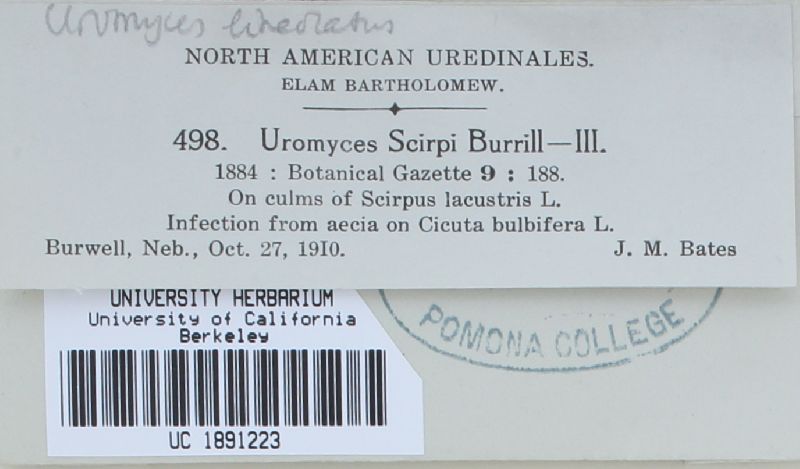 Uromyces lineolatus
NORTH AMERICAN UREDINALES.
ELAM BARTHOLOMEW.
498. Uromyces Scirpi Burrill—III.
1884 : Botanical Gazette 9 : 188.
On culms of Scirpus lacustris L.
Infection from aecia on Cicuta bulbifera L.
Burwell, Neb., Oct. 27, 1910. J. M. Bates
UNIVERSITY HERBARIUM
University of California
Berkeley
UC 1891223
POMONA COLLEGE